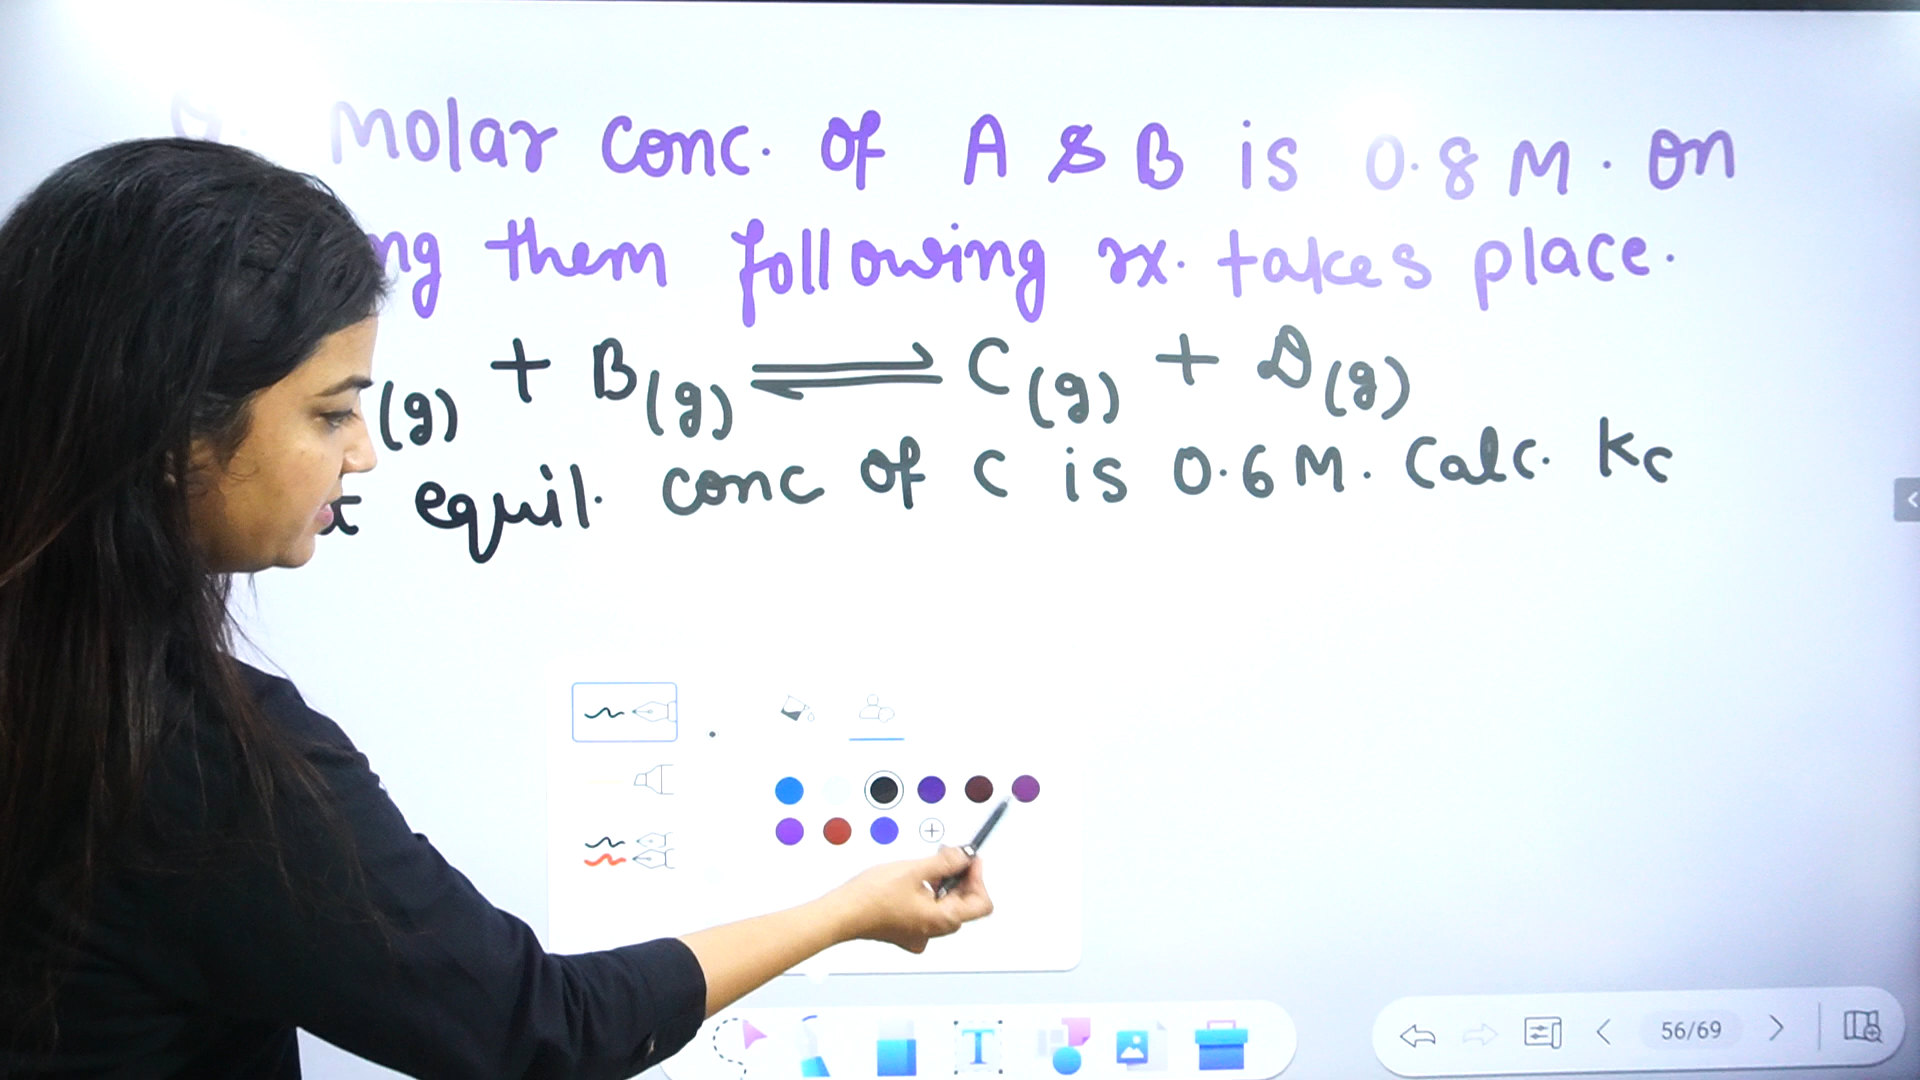 Molar conc. of A & B is 0.8 M. On
them following rx. takes place.
(g) + B(g) ⇌ C(g) + D(g)
equil. conc of C is 0.6 M. Calc. Kc
T
56/69